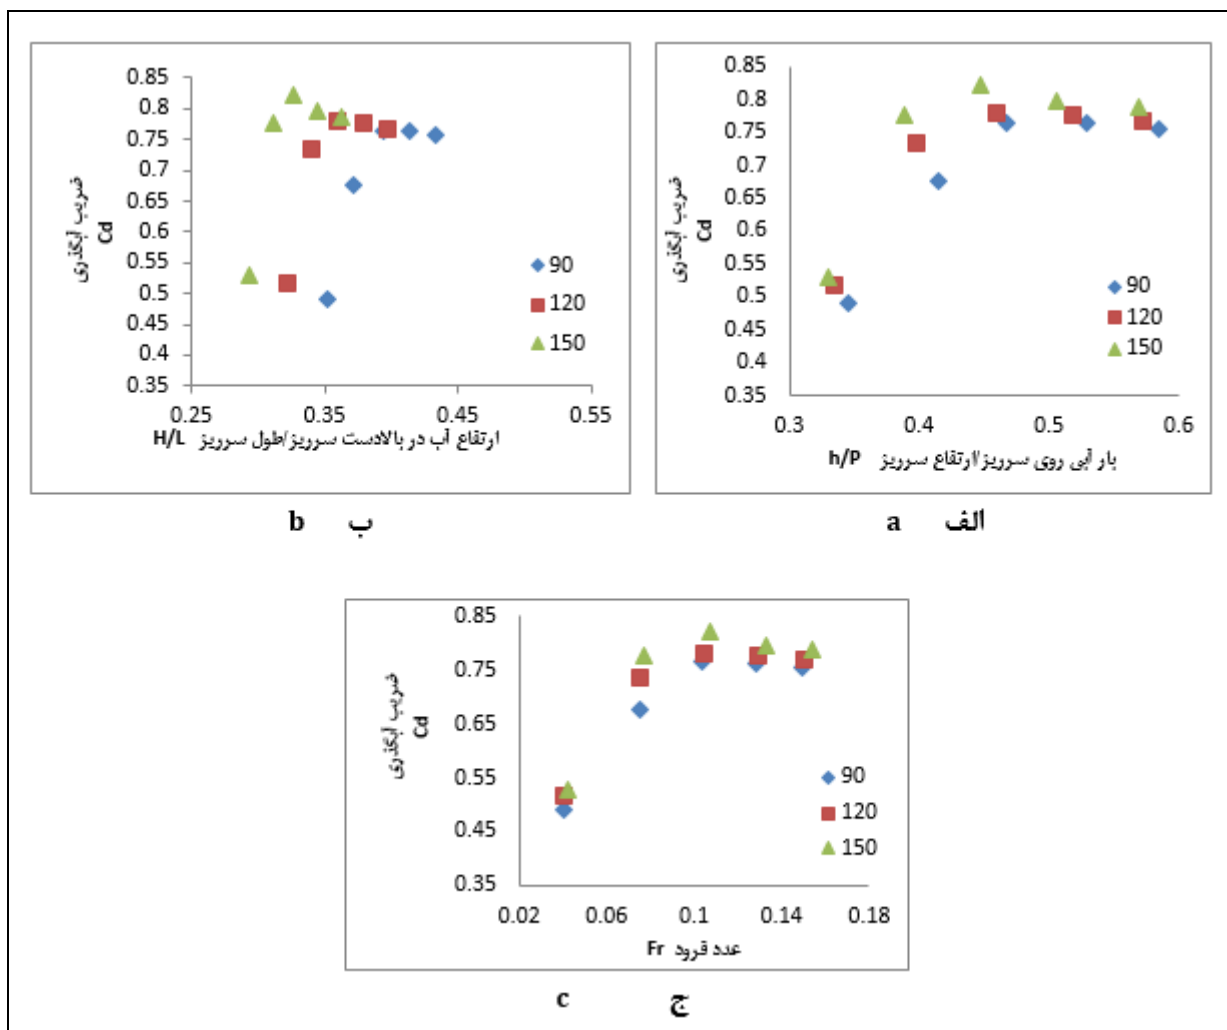 0.85
0.8
0.75
0.7
0.65
0.6
0.55
0.5
0.45
0.4
0.35
ضریب آبگذری
Cd
90
120
150
0.3 0.4 0.5 0.6
بار آبی روی سرریز/ارتفاع سرریز h/P
الف a
0.85
0.8
0.75
0.7
0.65
0.6
0.55
0.5
0.45
0.4
0.35
ضریب آبگذری
Cd
90
120
150
0.25 0.35 0.45 0.55
ارتفاع آب در بالادست سرریز/طول سرریز H/L
ب b
0.85
0.75
0.65
0.55
0.45
0.35
ضریب آبگذری
Cd
90
120
150
0.02 0.06 0.1 0.14 0.18
عدد فرود Fr
ج c